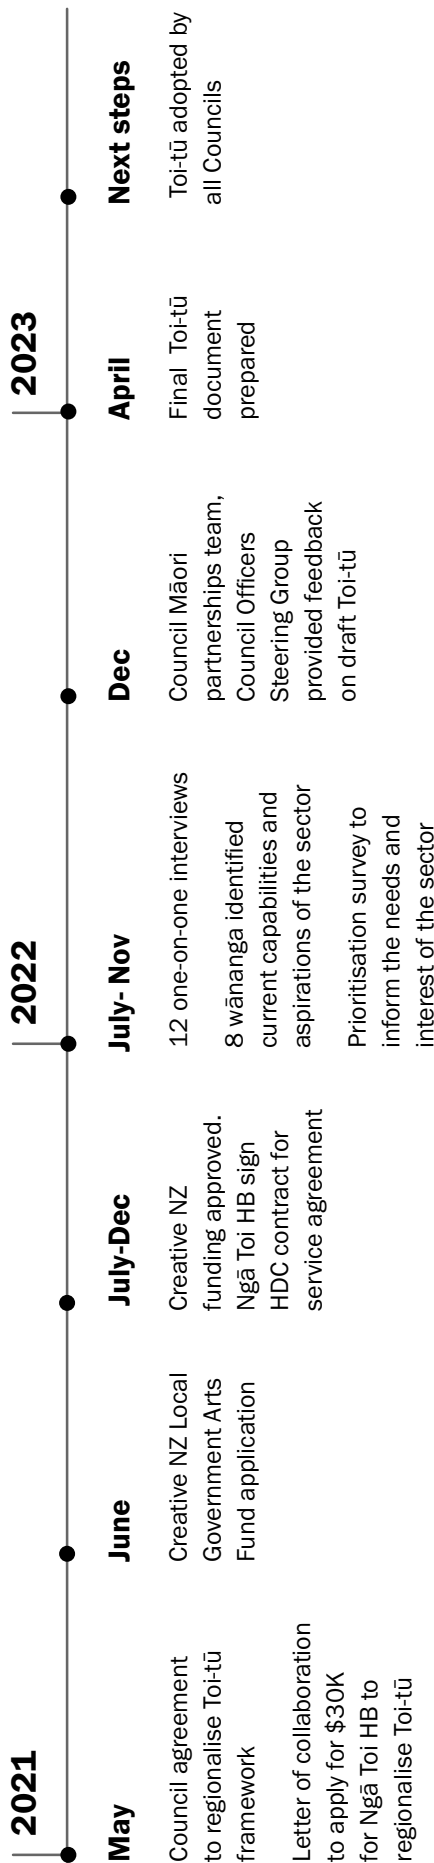 2021
May
Council agreement
to regionalise Toi-tū
framework
Letter of collaboration
to apply for $30K
for Ngā Toi HB to
regionalise Toi-tū
June
Creative NZ Local
Government Arts
Fund application
July-Dec
Creative NZ
funding approved.
Ngā Toi HB sign
HDC contract for
service agreement
2022
July- Nov
12 one-on-one interviews
8 wānanga identified
current capabilities and
aspirations of the sector
Prioritisation survey to
inform the needs and
interest of the sector
Dec
Council Māori
partnerships team,
Council Officers
Steering Group
provided feedback
on draft Toi-tū
2023
April
Final Toi-tū
document
prepared
Next steps
Toi-tū adopted by
all Councils